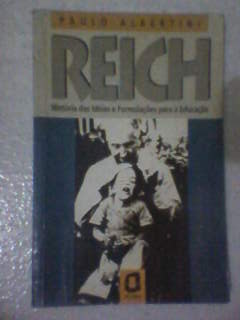 PAULO ALBERTINI
REICH
História das Idéias e Formulações para a Educação